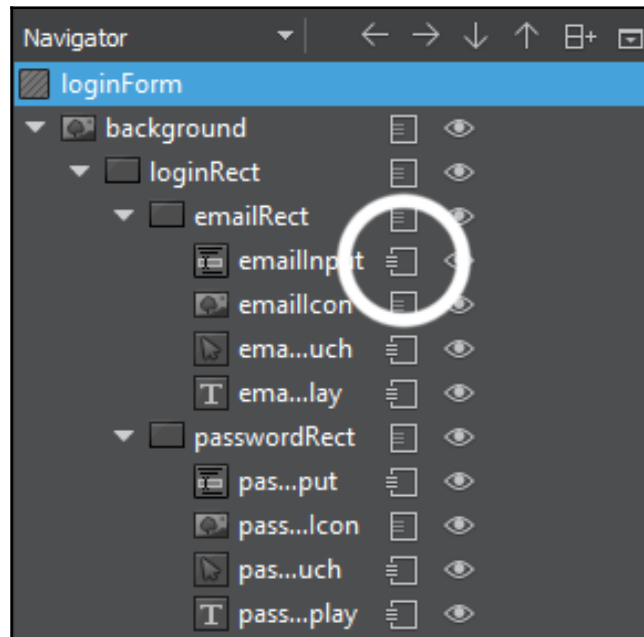 Navigator
loginForm
background
loginRect
emailRect
emailInput
emailIcon
ema...uch
ema...lay
passwordRect
pas...put
pass...Icon
pas...uch
pass...play